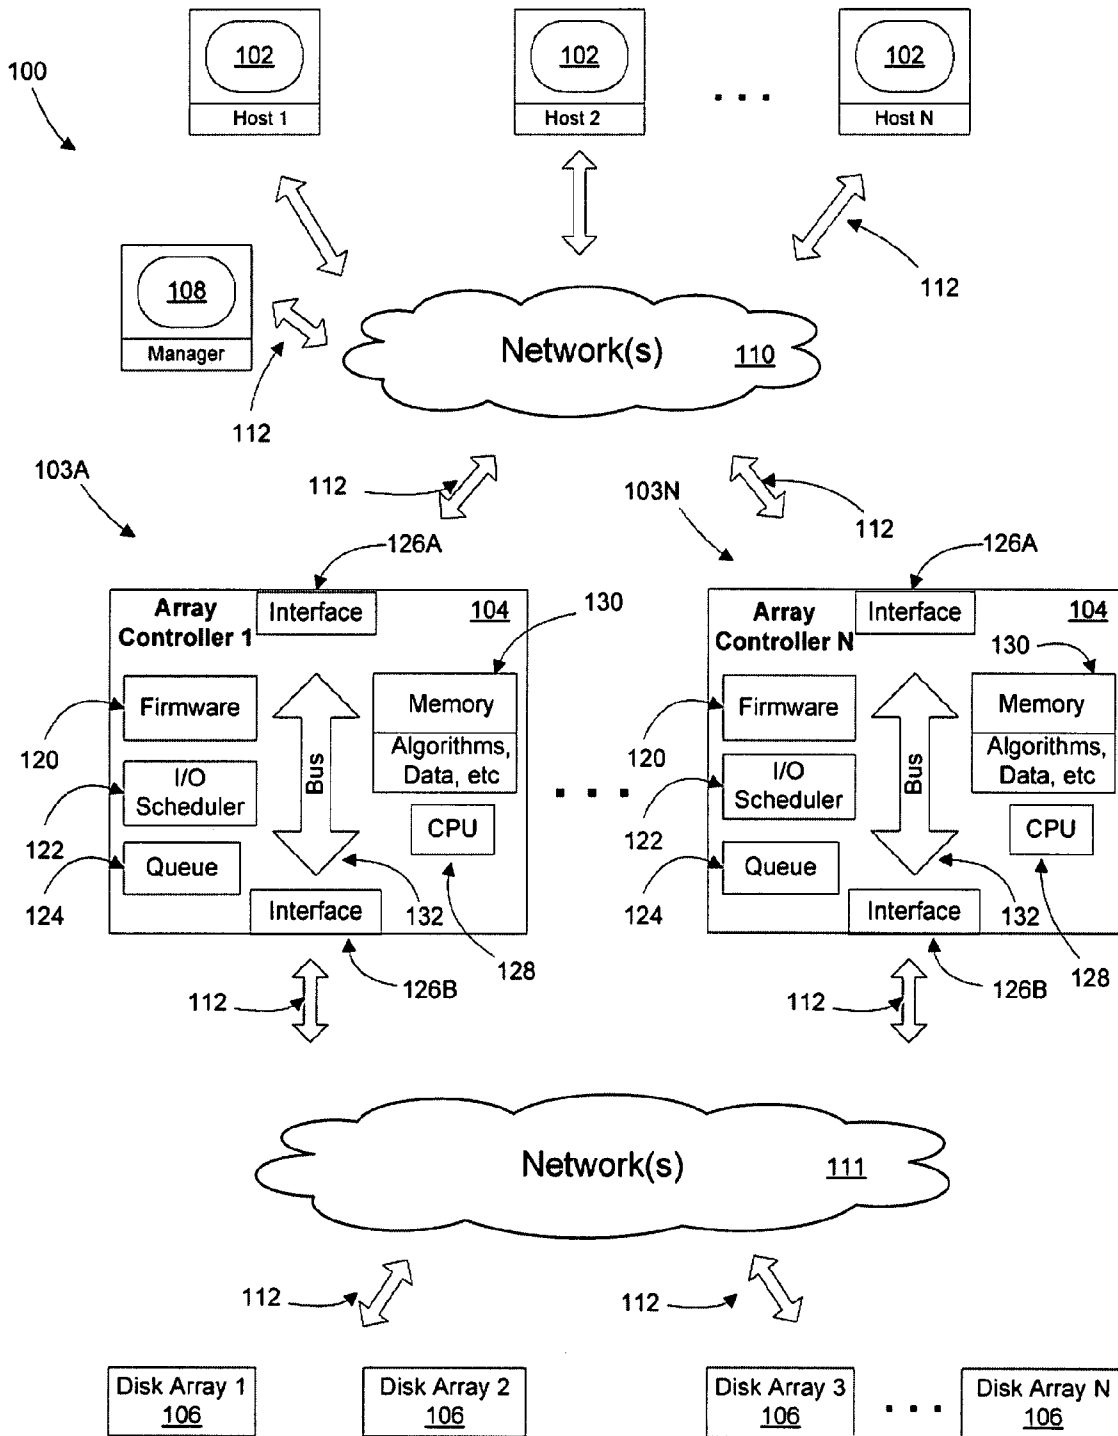 100
102
Host 1
102
Host 2
. . .
102
Host N
112
108
Manager
112
Network(s)
110
103A
112
103N
112
126A
126A
Array
Controller 1
Interface
104
130
Firmware
120
I/O
Scheduler
122
Queue
124
Bus
Memory
Algorithms,
Data, etc
CPU
Interface
132
128
126B
112
. . .
Array
Controller N
Interface
104
130
Firmware
120
I/O
Scheduler
122
Queue
124
Bus
Memory
Algorithms,
Data, etc
CPU
Interface
132
128
126B
112
Network(s)
111
112
112
Disk Array 1
106
Disk Array 2
106
Disk Array 3
106
. . .
Disk Array N
106